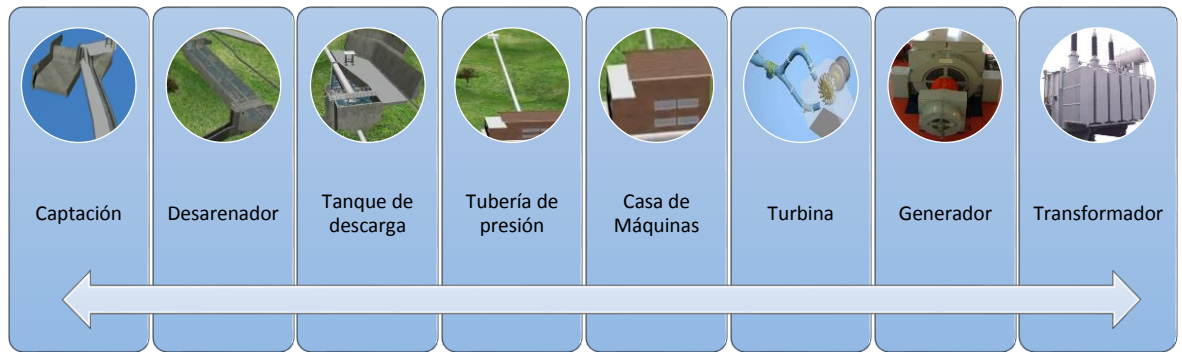 Captación
Desarenador
Tanque de
descarga
Tubería de
presión
Casa de
Máquinas
Turbina
Generador
Transformador